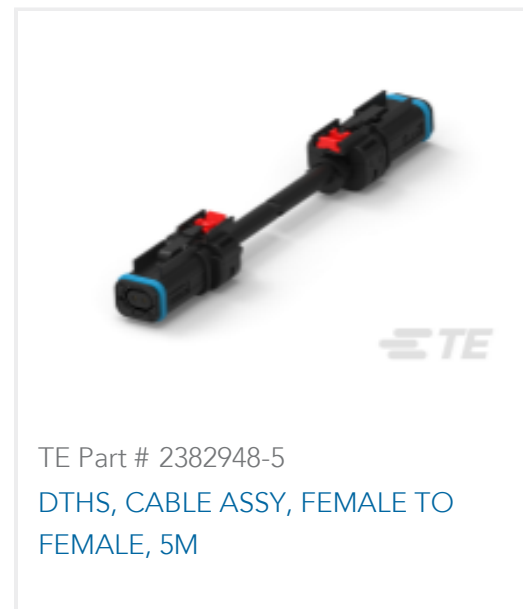 TE
TE Part # 2382948-5
DTHS, CABLE ASSY, FEMALE TO
FEMALE, 5M